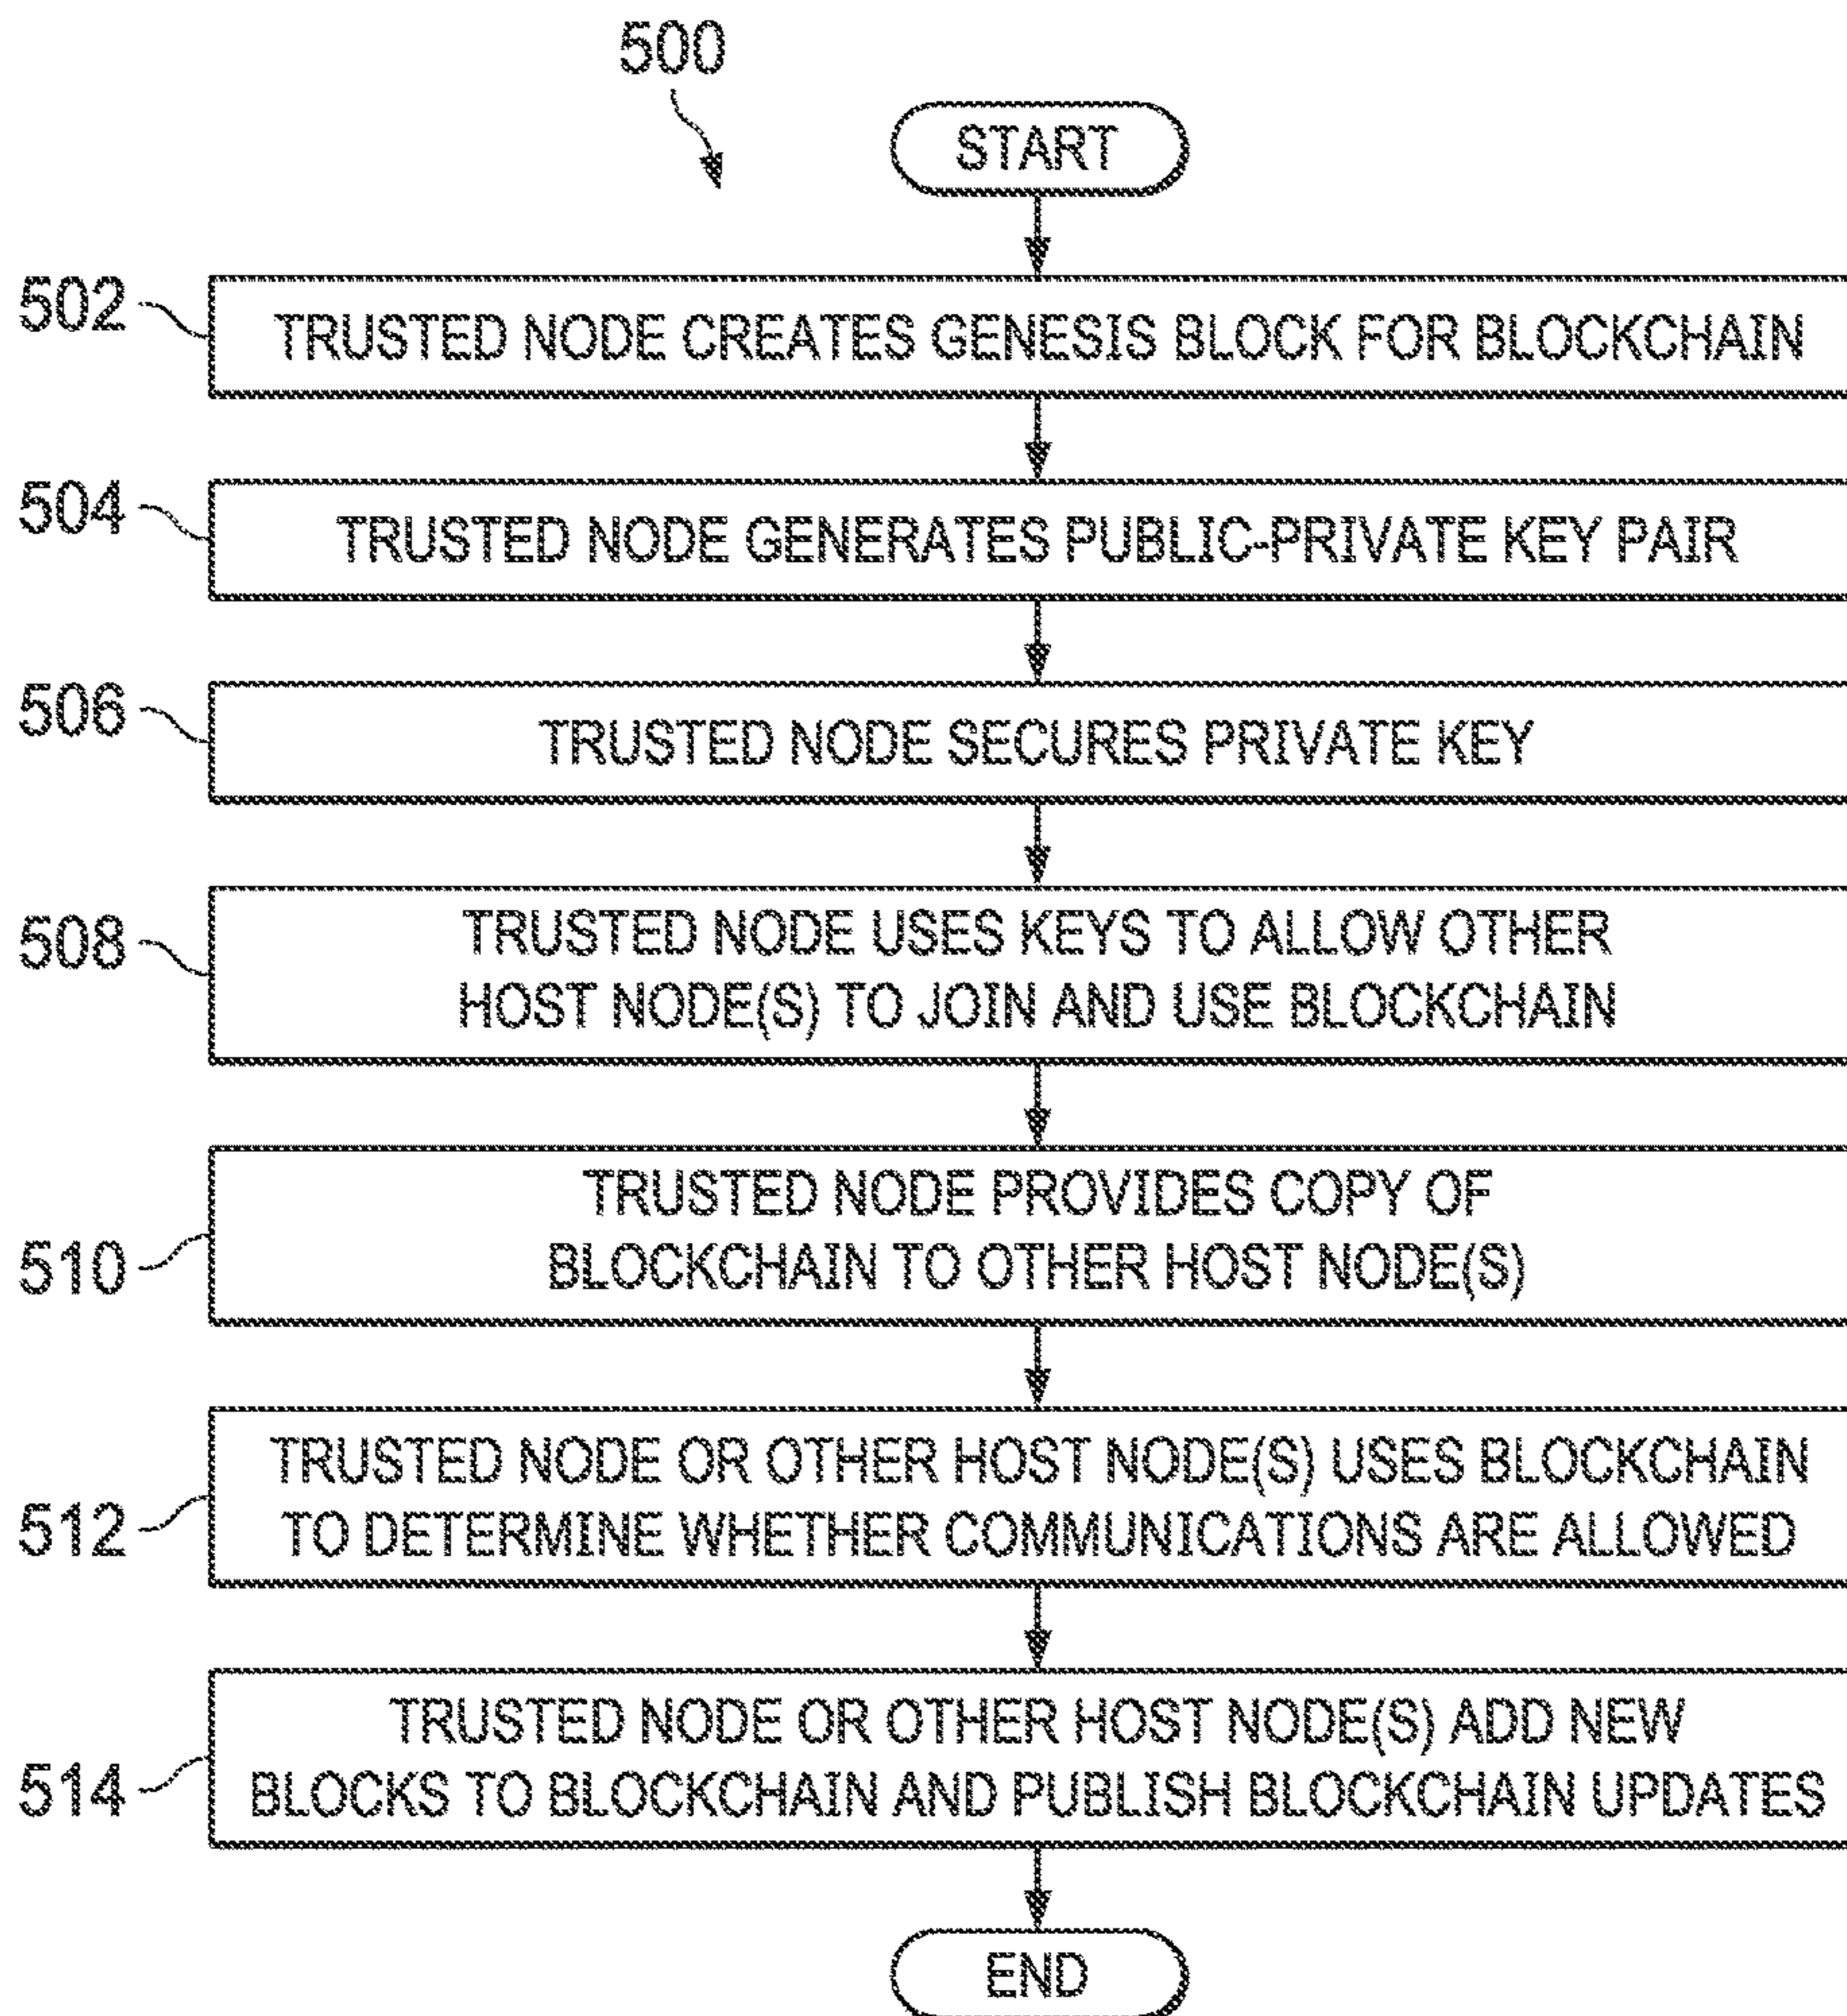 500
START
502
TRUSTED NODE CREATES GENESIS BLOCK FOR BLOCKCHAIN
504
TRUSTED NODE GENERATES PUBLIC-PRIVATE KEY PAIR
506
TRUSTED NODE SECURES PRIVATE KEY
508
TRUSTED NODE USES KEYS TO ALLOW OTHER
HOST NODE(S) TO JOIN AND USE BLOCKCHAIN
510
TRUSTED NODE PROVIDES COPY OF
BLOCKCHAIN TO OTHER HOST NODE(S)
512
TRUSTED NODE OR OTHER HOST NODE(S) USES BLOCKCHAIN
TO DETERMINE WHETHER COMMUNICATIONS ARE ALLOWED
514
TRUSTED NODE OR OTHER HOST NODE(S) ADD NEW
BLOCKS TO BLOCKCHAIN AND PUBLISH BLOCKCHAIN UPDATES
END